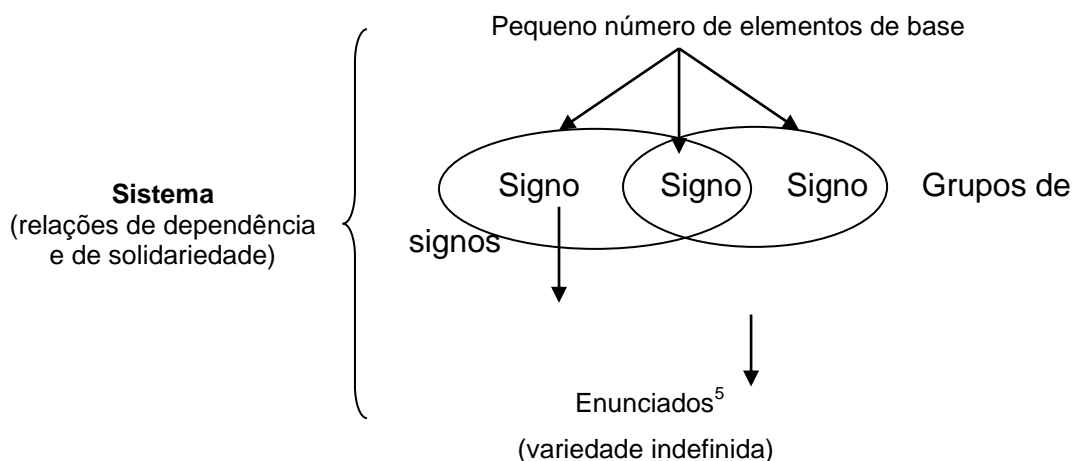 Pequeno número de elementos de base
Signo Signo Signo Grupos de
signos
Sistema
(relações de dependência
e de solidariedade)
Enunciados⁵
(variedade indefinida)